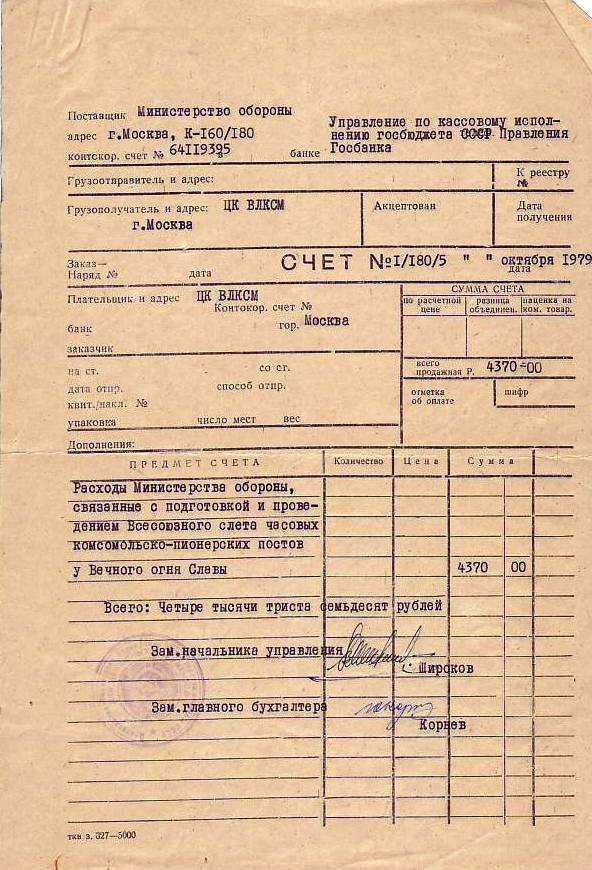 Поставщик Министерство обороны
адрес г.Москва, К-160/180
контокор. счет № 64119395
банке
Управление по кассовому испол-
нению госбюджета СССР Правления
Госбанка
Грузоотправитель и адрес:
К реестру
№
Грузополучатель и адрес: ЦК ВЛКСМ
г.Москва
Акцептован
Дата
получения
Заказ—
Наряд № дата
СЧЕТ №I/I80/5 " " октября 1979
дата
Плательщик и адрес ЦК ВЛКСМ
Контокор. счет №
банк гор. Москва
заказчик
СУММА СЧЕТА
по расчетной цене
разница объединен.
наценка на ком. товар.
на ст. со ст.
всего
продажная Р. 4370-00
дата отпр. способ отпр.
квит./накл. №
отметка
об оплате
шифр
упаковка число мест вес
Дополнения:
ПРЕДМЕТ СЧЕТА Количество Цена Сумма
Расходы Министерства обороны,
связанные с подготовкой и прове-
дением Всесоюзного слета часовых
комсомольско-пионерских постов
у Вечного огня Славы 4370 00
Всего: Четыре тысячи триста семьдесят рублей
Зам.начальника управления
Широков
Зам.главного бухгалтера
Корнев
ткв з. 327—5000